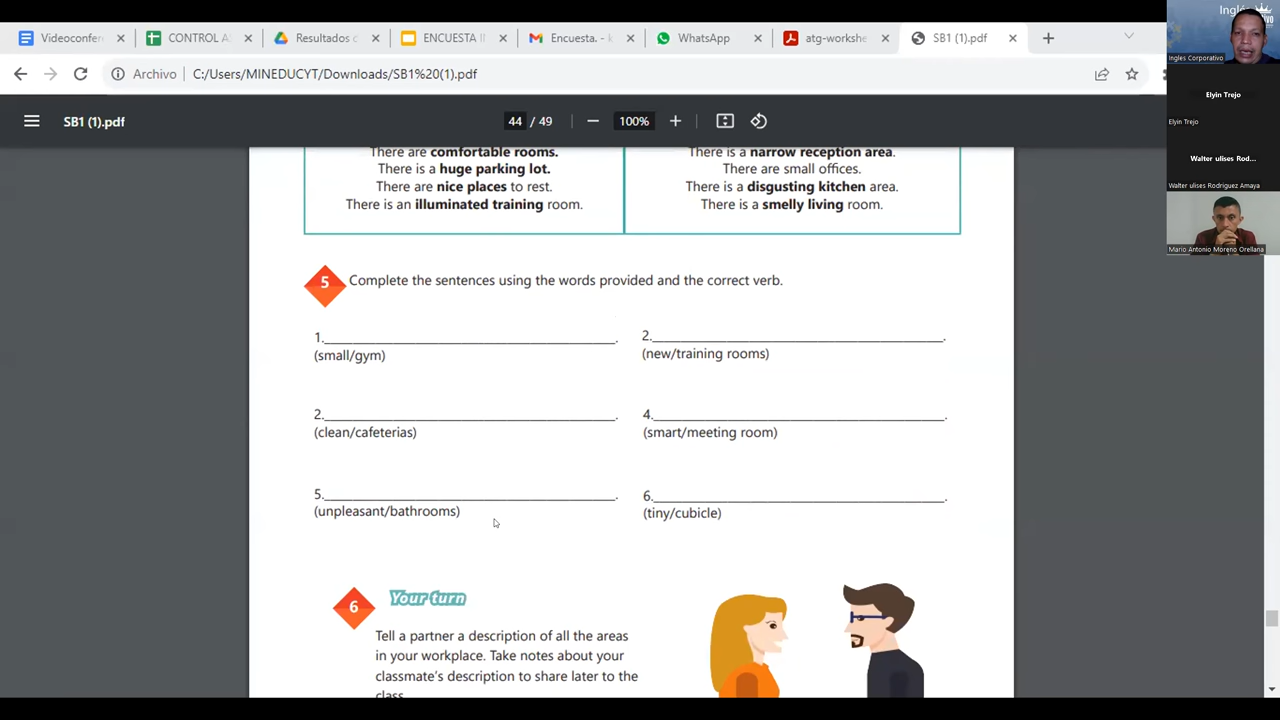 Videoconfer
CONTROL A
Resultados c
ENCUESTA I
Encuesta. - k
WhatsApp
atg-workshe
SB1 (1).pdf
Archivo
C:/Users/MINEDUCYT/Downloads/SB1%20(1).pdf
SB1 (1).pdf
44 / 49
100%
There are comfortable rooms.
There is a huge parking lot.
There are nice places to rest.
There is an illuminated training room.
There is a narrow reception area.
There are small offices.
There is a disgusting kitchen area.
There is a smelly living room.
5 Complete the sentences using the words provided and the correct verb.
1.__________________________________________.
(small/gym)
2.__________________________________________.
(new/training rooms)
2.__________________________________________.
(clean/cafeterias)
4.__________________________________________.
(smart/meeting room)
5.__________________________________________.
(unpleasant/bathrooms)
6.__________________________________________.
(tiny/cubicle)
6 Your turn
Tell a partner a description of all the areas
in your workplace. Take notes about your
classmate's description to share later to the
class
Ingles Corporativo
Elyin Trejo
Elyin Trejo
Walter ulises Rod...
Walter ulises Rodriguez Amaya
Mario Antonio Moreno Orellana